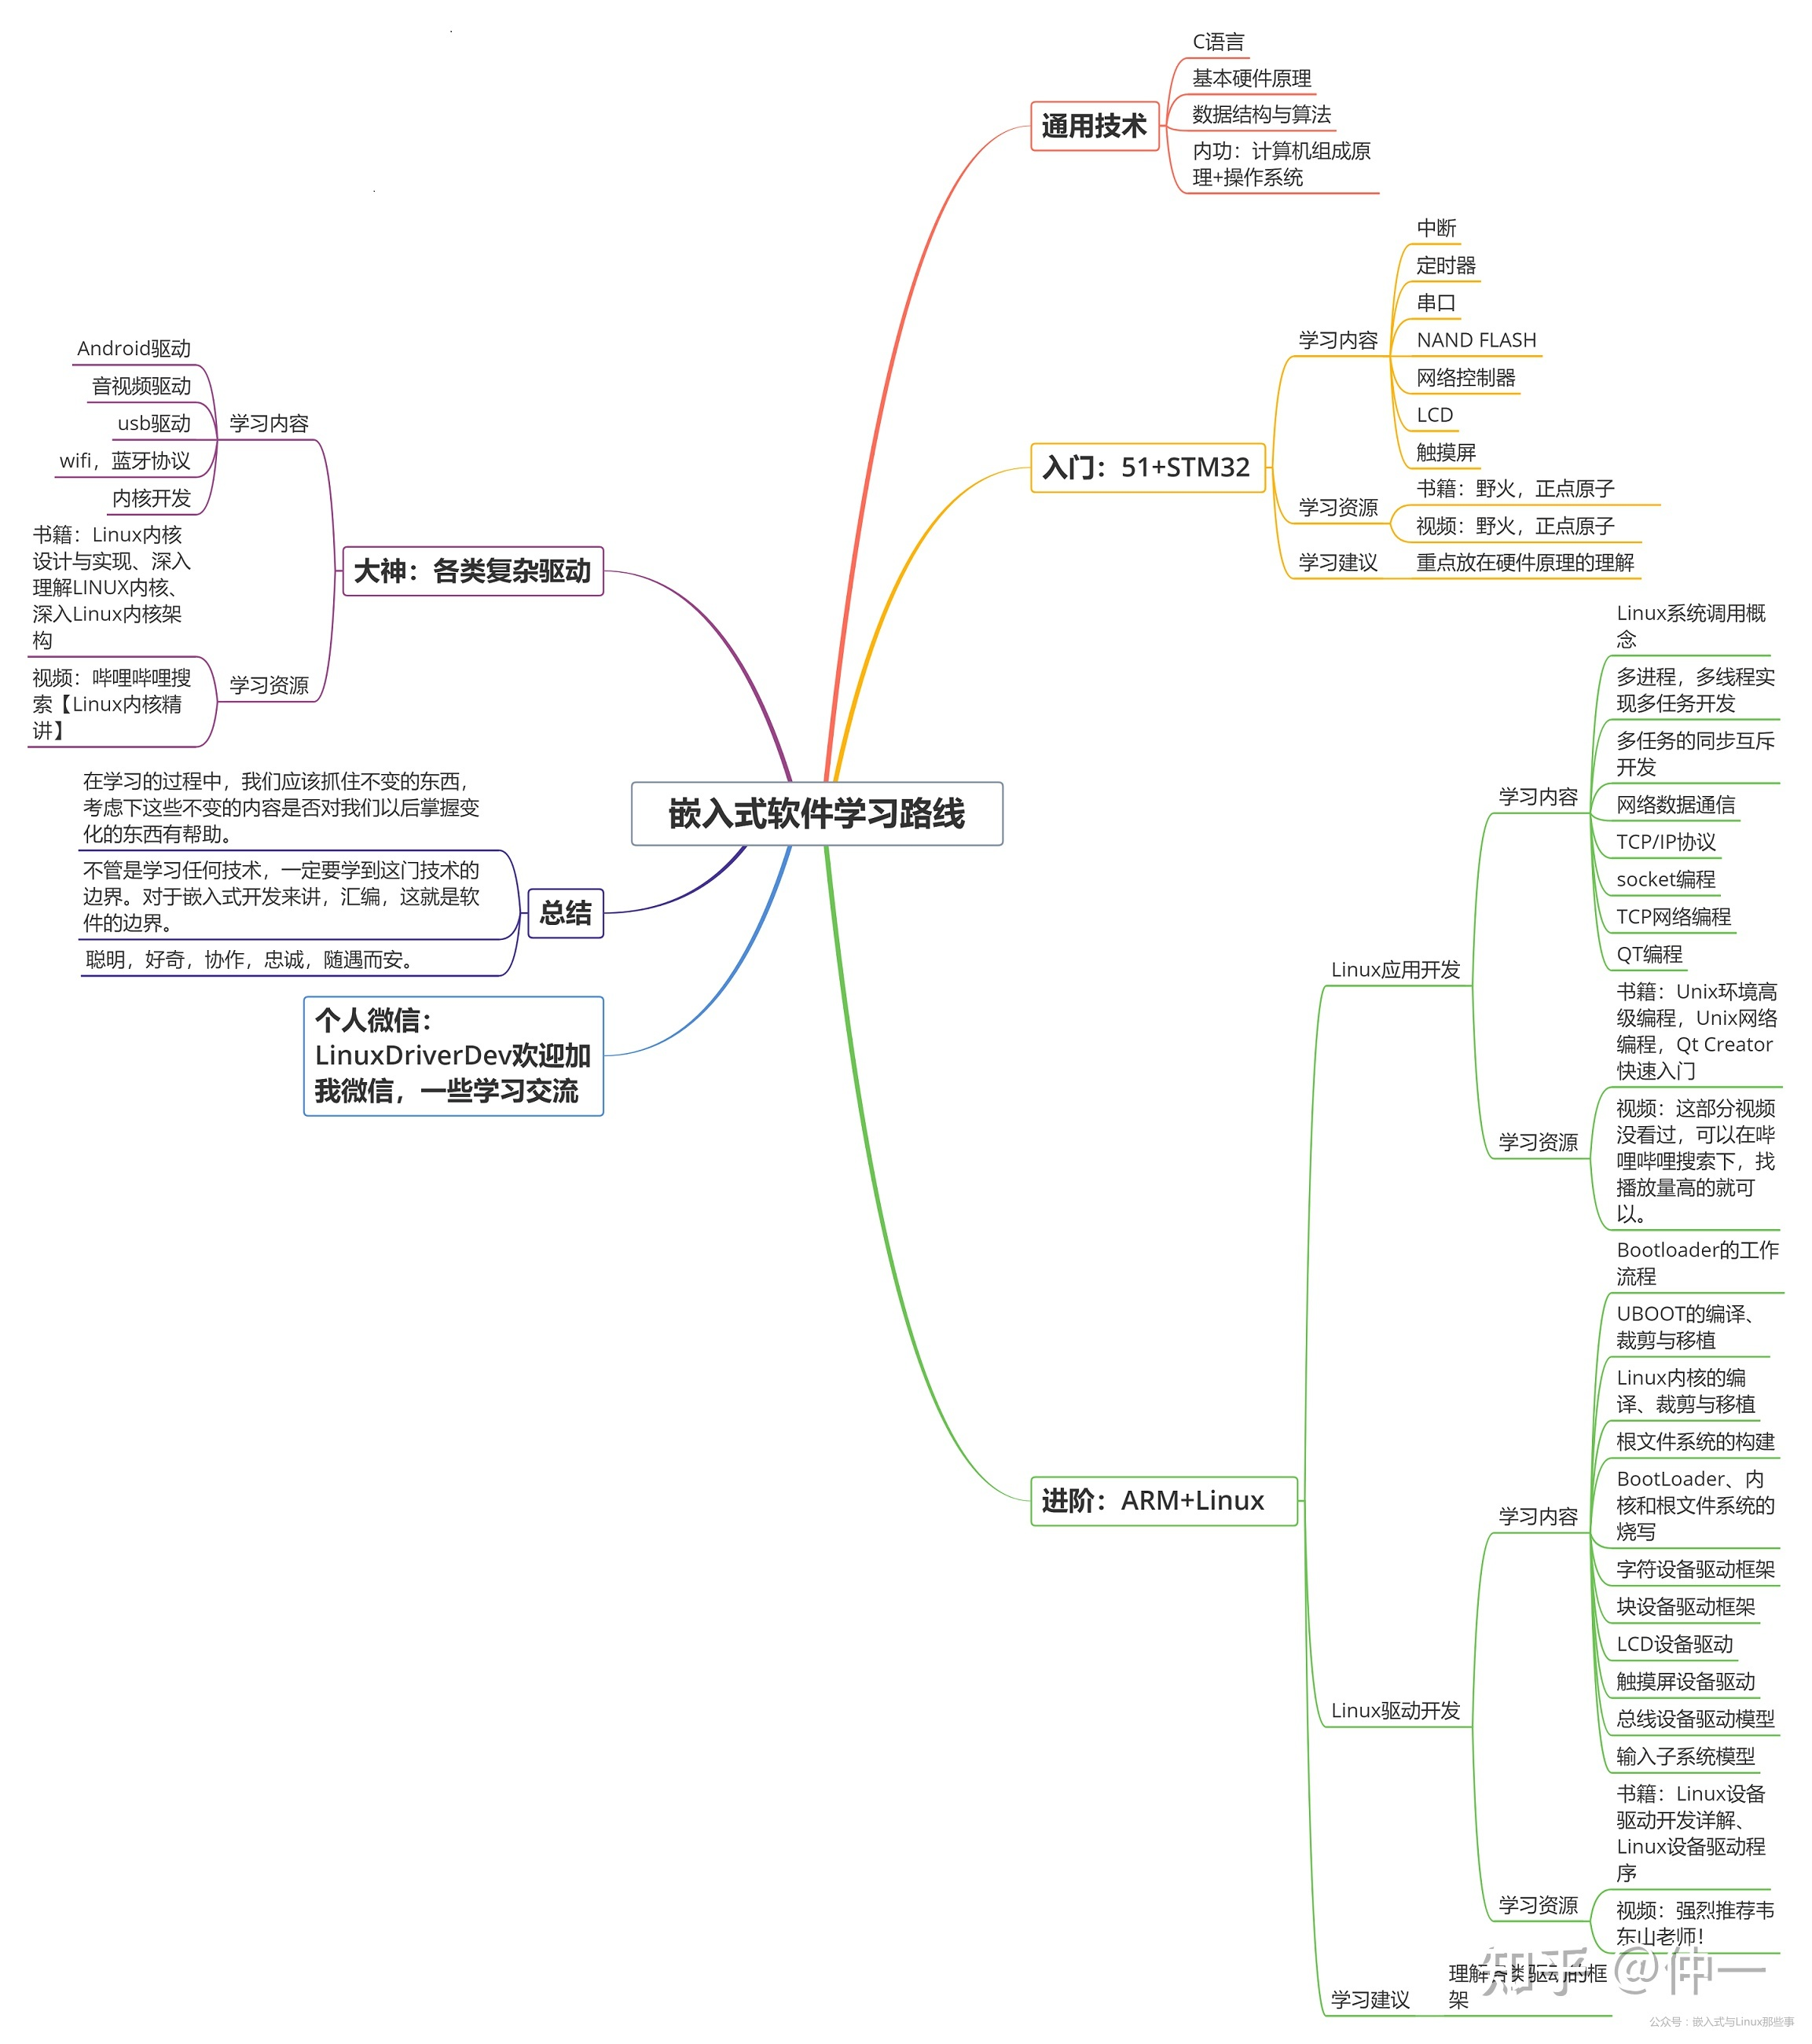 嵌入式软件学习路线
通用技术
C语言
基本硬件原理
数据结构与算法
内功：计算机组成原
理+操作系统
入门：51+STM32
学习内容
中断
定时器
串口
NAND FLASH
网络控制器
LCD
触摸屏
学习资源
书籍：野火，正点原子
视频：野火，正点原子
学习建议
重点放在硬件原理的理解
进阶：ARM+Linux
Linux应用开发
学习内容
Linux系统调用概
念
多进程，多线程实
现多任务开发
多任务的同步互斥
开发
网络数据通信
TCP/IP协议
socket编程
TCP网络编程
QT编程
学习资源
书籍：Unix环境高
级编程，Unix网络
编程，Qt Creator
快速入门
视频：这部分视频
没看过，可以在哔
哩哔哩搜索下，找
播放量高的就可
以。
Linux驱动开发
学习内容
Bootloader的工作
流程
UBOOT的编译、
裁剪与移植
Linux内核的编
译、裁剪与移植
根文件系统的构建
BootLoader、内
核和根文件系统的
烧写
字符设备驱动框架
块设备驱动框架
LCD设备驱动
触摸屏设备驱动
总线设备驱动模型
输入子系统模型
学习资源
书籍：Linux设备
驱动开发详解、
Linux设备驱动程
序
视频：强烈推荐韦
东山老师！
学习建议
理解各类驱动的框
架
大神：各类复杂驱动
学习内容
Android驱动
音视频驱动
usb驱动
wifi，蓝牙协议
内核开发
学习资源
书籍：Linux内核
设计与实现、深入
理解LINUX内核、
深入Linux内核架
构
视频：哔哩哔哩搜
索【Linux内核精
讲】
总结
在学习的过程中，我们应该抓住不变的东西，
考虑下这些不变的内容是否对我们以后掌握变
化的东西有帮助。
不管是学习任何技术，一定要学到这门技术的
边界。对于嵌入式开发来讲，汇编，这就是软
件的边界。
聪明，好奇，协作，忠诚，随遇而安。
个人微信：
LinuxDriverDev欢迎加
我微信，一些学习交流
知乎 @仲一
公众号：嵌入式与Linux那些事